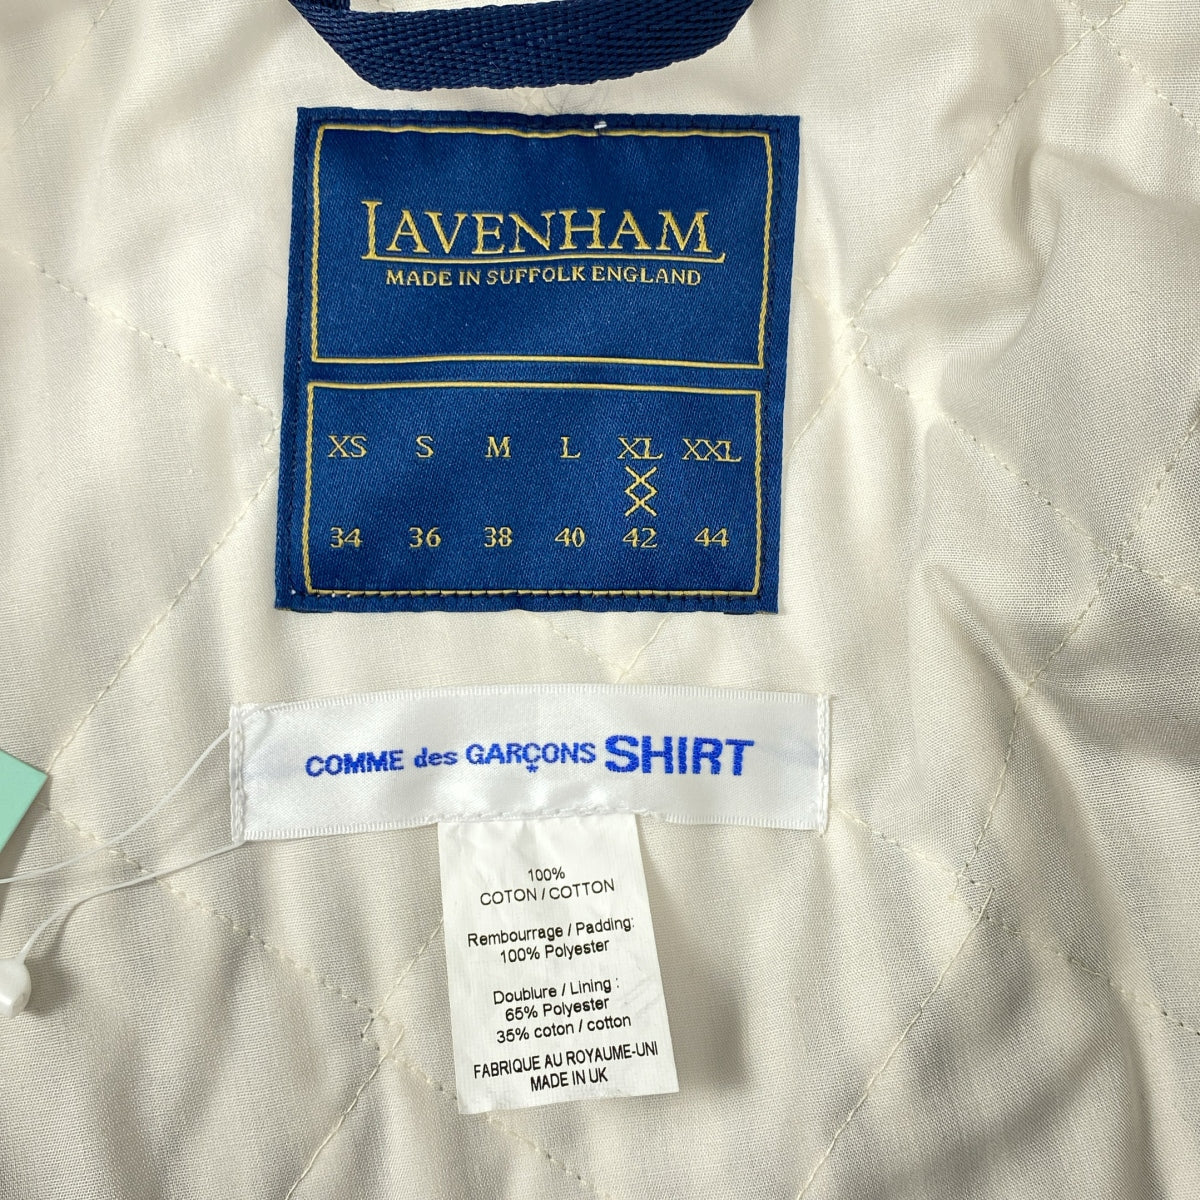 LAVENHAM
MADE IN SUFFOLK ENGLAND
XS S M L XL XXL
34 36 38 40 42 44
COMME des GARÇONS SHIRT
100%
COTON / COTTON
Rembourrage / Padding:
100% Polyester
Doublure / Lining :
65% Polyester
35% coton / cotton
FABRIQUE AU ROYAUME-UNI
MADE IN UK